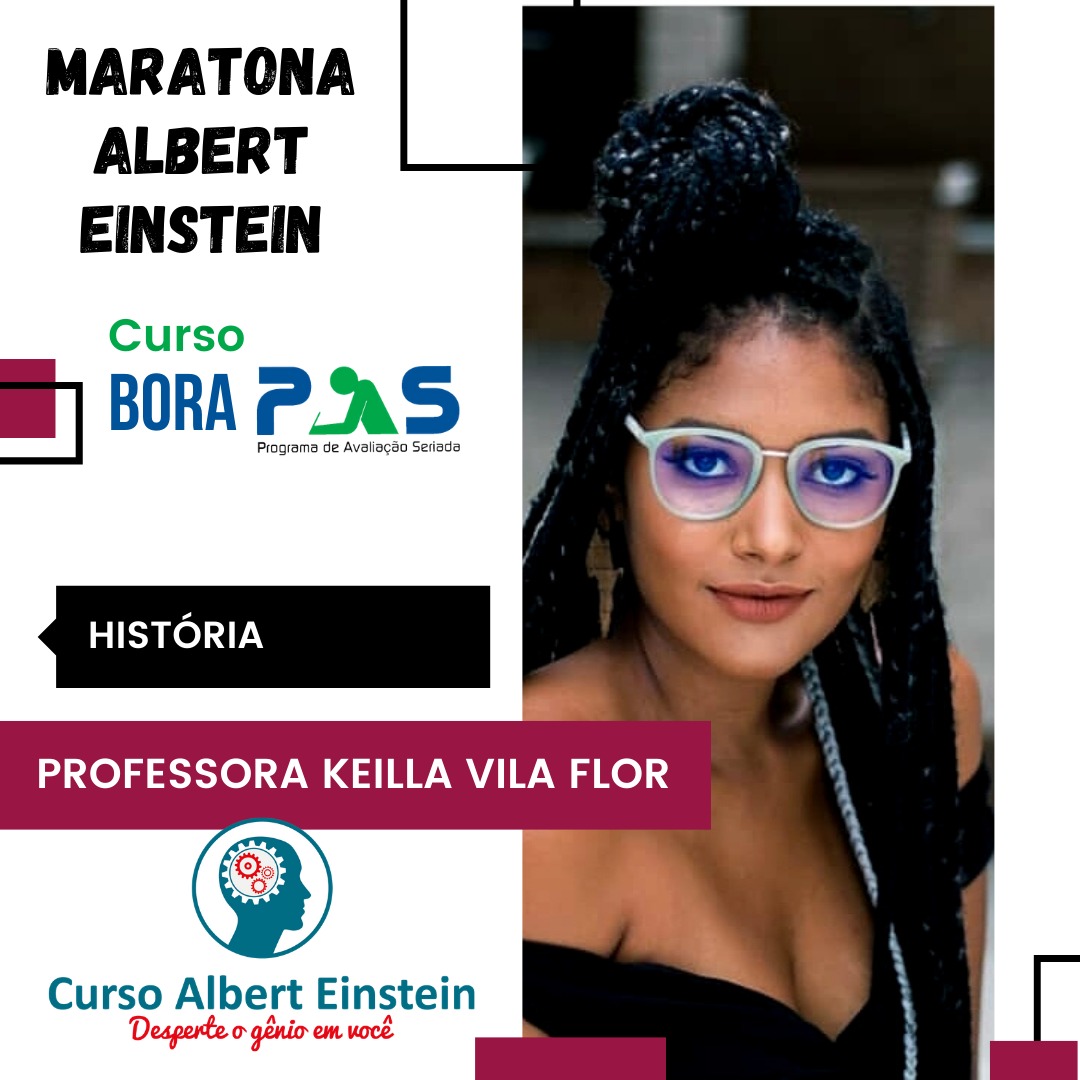 MARATONA
ALBERT
EINSTEIN
Curso
BORA PAS
Programa de Avaliação Seriada
HISTÓRIA
PROFESSORA KEILLA VILA FLOR
Curso Albert Einstein
Desperte o gênio em você